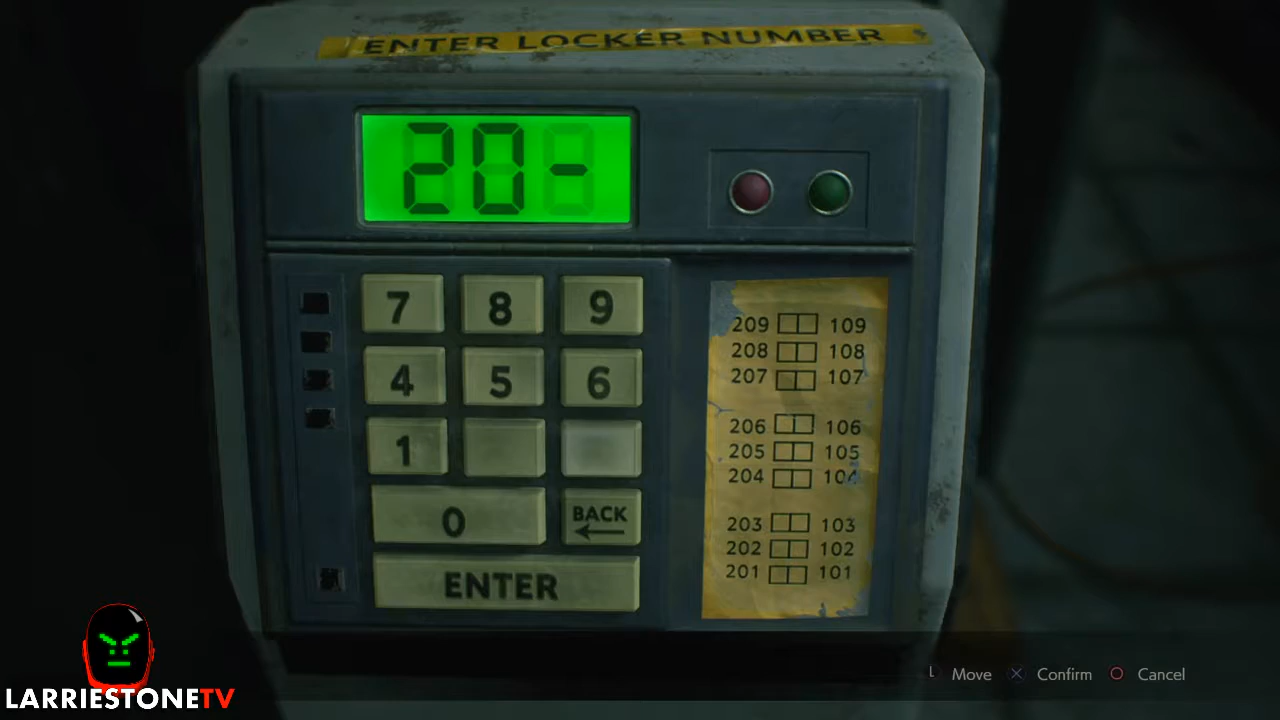 ENTER LOCKER NUMBER
20-
7 8 9
4 5 6
1
0 BACK
ENTER
209 109
208 108
207 107
206 106
205 105
204 104
203 103
202 102
201 101
L Move X Confirm O Cancel
LARRIESTONETV